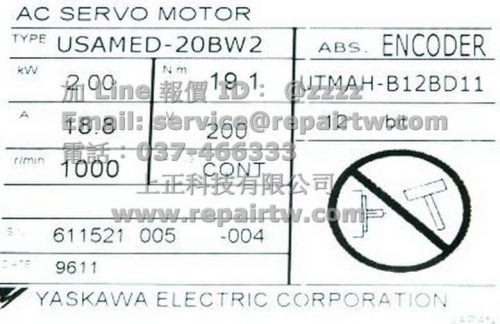 AC SERVO MOTOR
TYPE USAMED-20BW2
ABS. ENCODER
kW 2.00 N·m 19.1
UTMAH-B12BD11
加 Line 報價 ID： @zzzz
A 18.8 V 200
12 bit
Email: service@repairtw.com
電話：037-466333
r/min 1000 CONT
上正科技有限公司
www.repairtw.com
S/N 611521 005 -004
DATE 9611
YASKAWA ELECTRIC CORPORATION
JAPAN